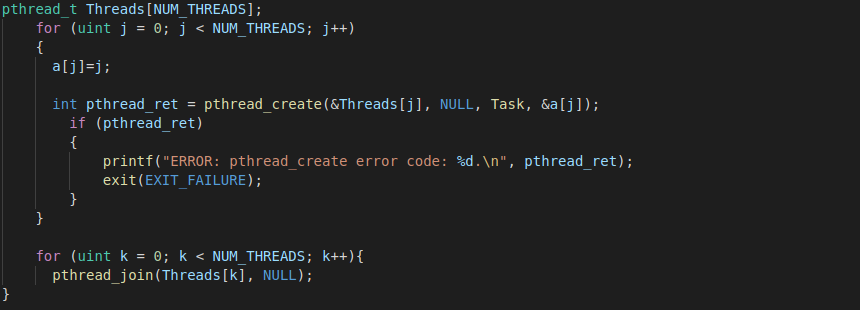 pthread_t Threads[NUM_THREADS];
for (uint j = 0; j < NUM_THREADS; j++)
{
a[j]=j;
int pthread_ret = pthread_create(&Threads[j], NULL, Task, &a[j]);
if (pthread_ret)
{
printf("ERROR: pthread_create error code: %d.\n", pthread_ret);
exit(EXIT_FAILURE);
}
}
for (uint k = 0; k < NUM_THREADS; k++){
pthread_join(Threads[k], NULL);
}